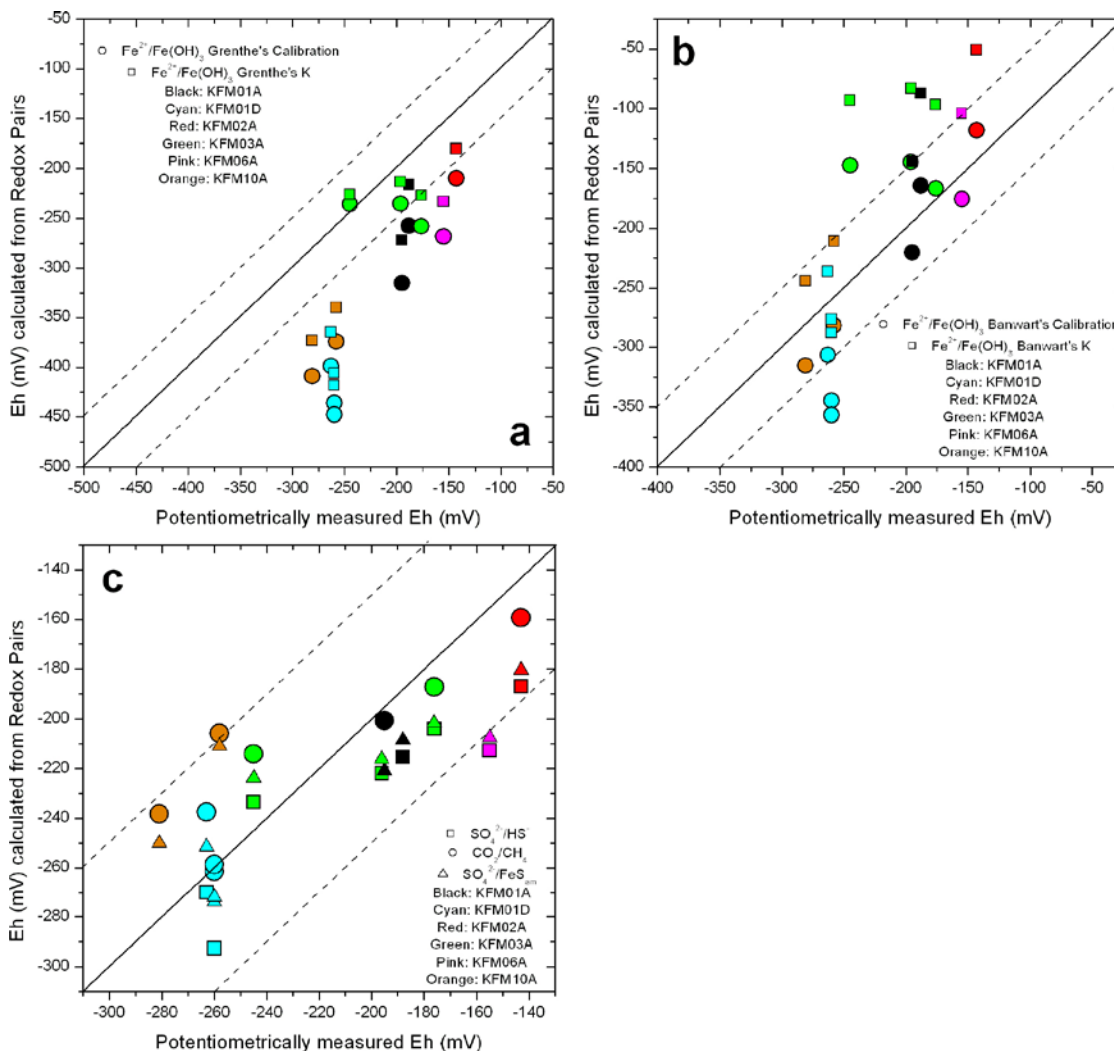 a
Fe²⁺/Fe(OH)₃ Grenthe's Calibration
Fe²⁺/Fe(OH)₃ Grenthe's K
Black: KFM01A
Cyan: KFM01D
Red: KFM02A
Green: KFM03A
Pink: KFM06A
Orange: KFM10A
Eh (mV) calculated from Redox Pairs
-50
-100
-150
-200
-250
-300
-350
-400
-450
-500
-500 -450 -400 -350 -300 -250 -200 -150 -100 -50
Potentiometrically measured Eh (mV)
b
Eh (mV) calculated from Redox Pairs
-50
-100
-150
-200
-250
-300
-350
-400
Fe²⁺/Fe(OH)₃ Banwart's Calibration
Fe²⁺/Fe(OH)₃ Banwart's K
Black: KFM01A
Cyan: KFM01D
Red: KFM02A
Green: KFM03A
Pink: KFM06A
Orange: KFM10A
-400 -350 -300 -250 -200 -150 -100 -50
Potentiometrically measured Eh (mV)
c
Eh (mV) calculated from Redox Pairs
-140
-160
-180
-200
-220
-240
-260
-280
-300
SO₄²⁻/HS⁻
CO₂/CH₄
SO₄²⁻/FeSₐₘ
Black: KFM01A
Cyan: KFM01D
Red: KFM02A
Green: KFM03A
Pink: KFM06A
Orange: KFM10A
-300 -280 -260 -240 -220 -200 -180 -160 -140
Potentiometrically measured Eh (mV)